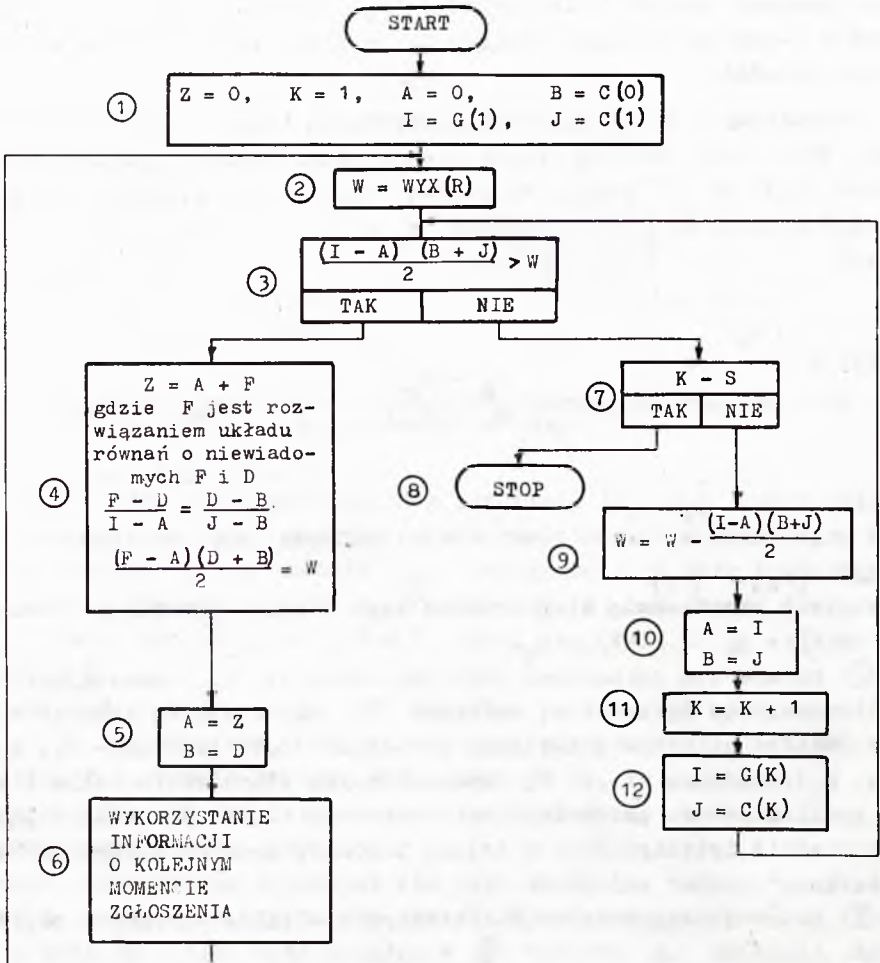 START
① Z = 0, K = 1, A = 0, B = C(0)
I = G(1), J = C(1)
② W = WYX(R)
③ (I - A) (B + J) / 2 > W
TAK NIE
④ Z = A + F
gdzie F jest roz-
wiązaniem układu
równań o niewiado-
mych F i D
F - D / I - A = D - B / J - B
(F - A)(D + B) / 2 = W
⑤ A = Z
B = D
⑥ WYKORZYSTANIE
INFORMACJI
O KOLEJNYM
MOMENCIE
ZGŁOSZENIA
⑦ K - S
TAK NIE
⑧ STOP
⑨ W = W - (I-A)(B+J) / 2
⑩ A = I
B = J
⑪ K = K - 1
⑫ I = G(K)
J = C(K)